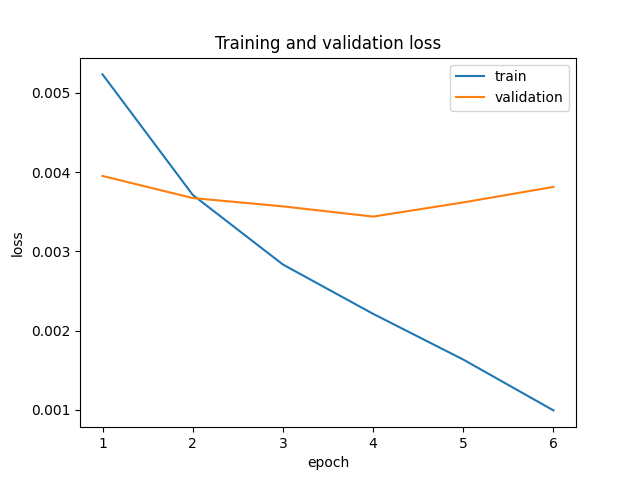 Training and validation loss
train
validation
0.005
0.004
0.003
0.002
0.001
loss
1 2 3 4 5 6
epoch